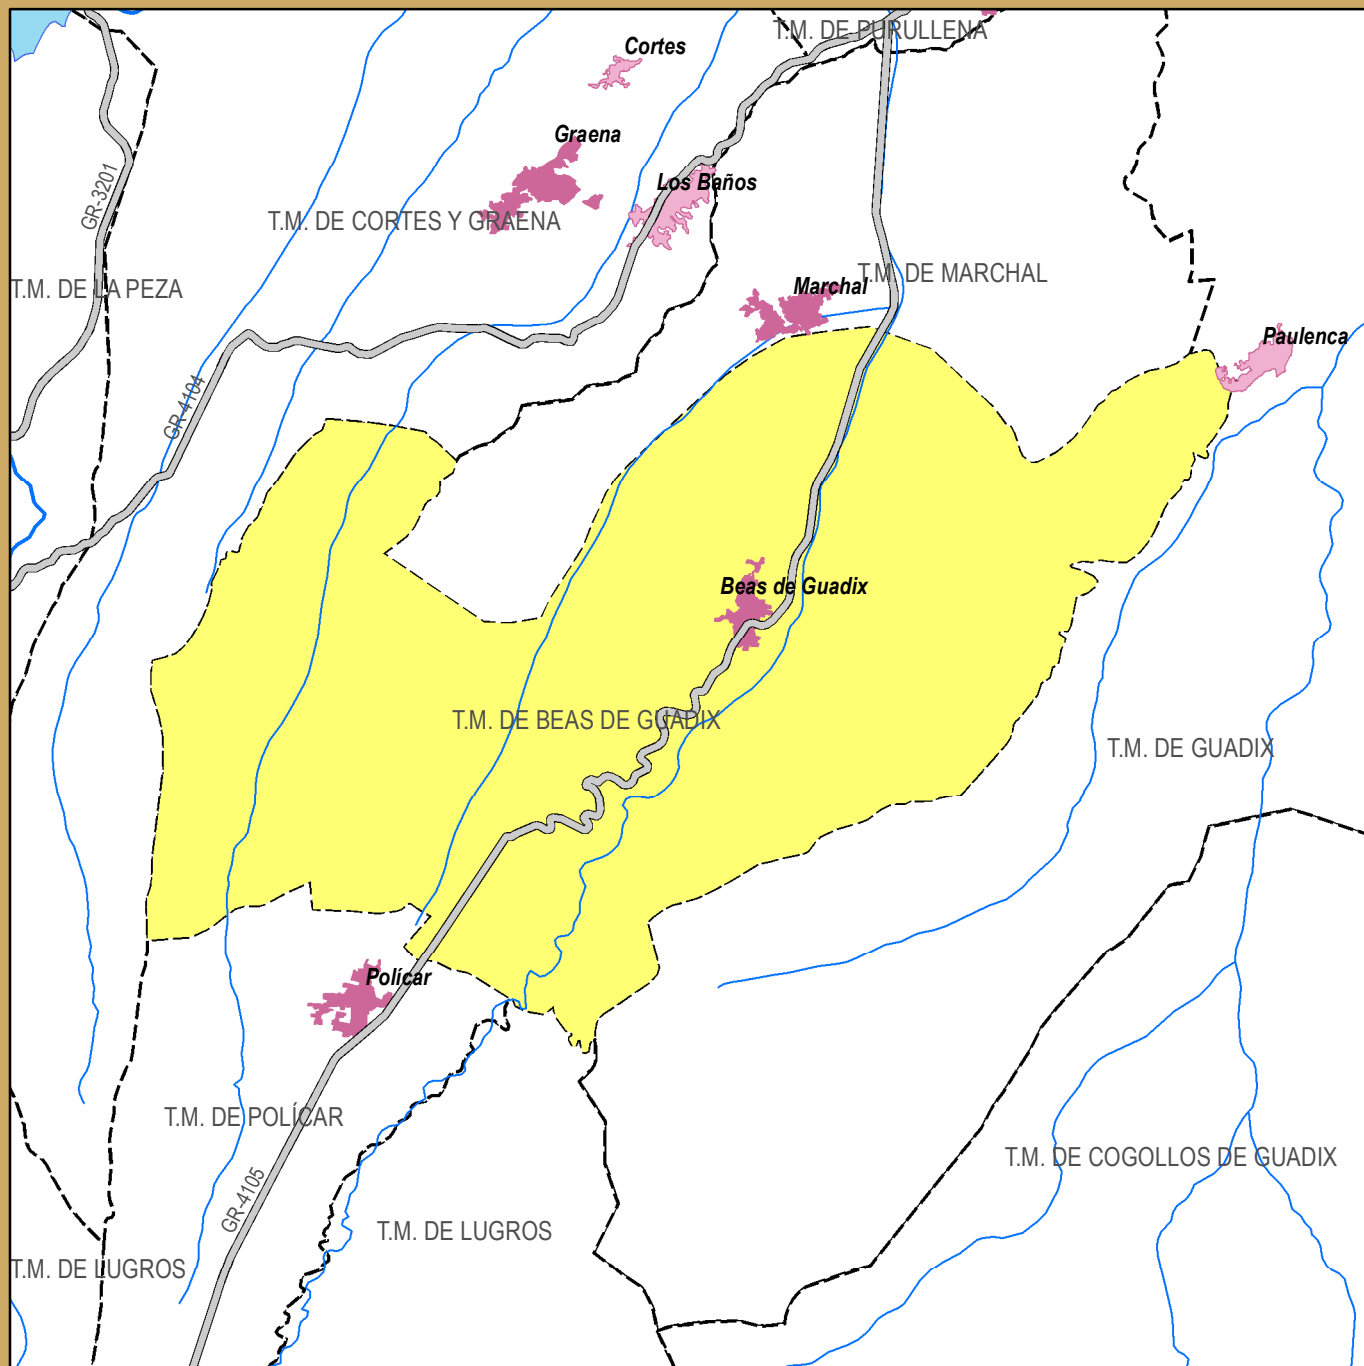 T.M. DE PURULLENA
Cortes
Graena
GR-3201
Los Baños
T.M. DE CORTES Y GRAENA
T.M. DE LA PEZA
T.M. DE MARCHAL
Marchal
Paulenca
GR-4104
Beas de Guadix
T.M. DE BEAS DE GUADIX
T.M. DE GUADIX
Polícar
T.M. DE POLÍCAR
T.M. DE COGOLLOS DE GUADIX
GR-4105
T.M. DE LUGROS
T.M. DE LUGROS